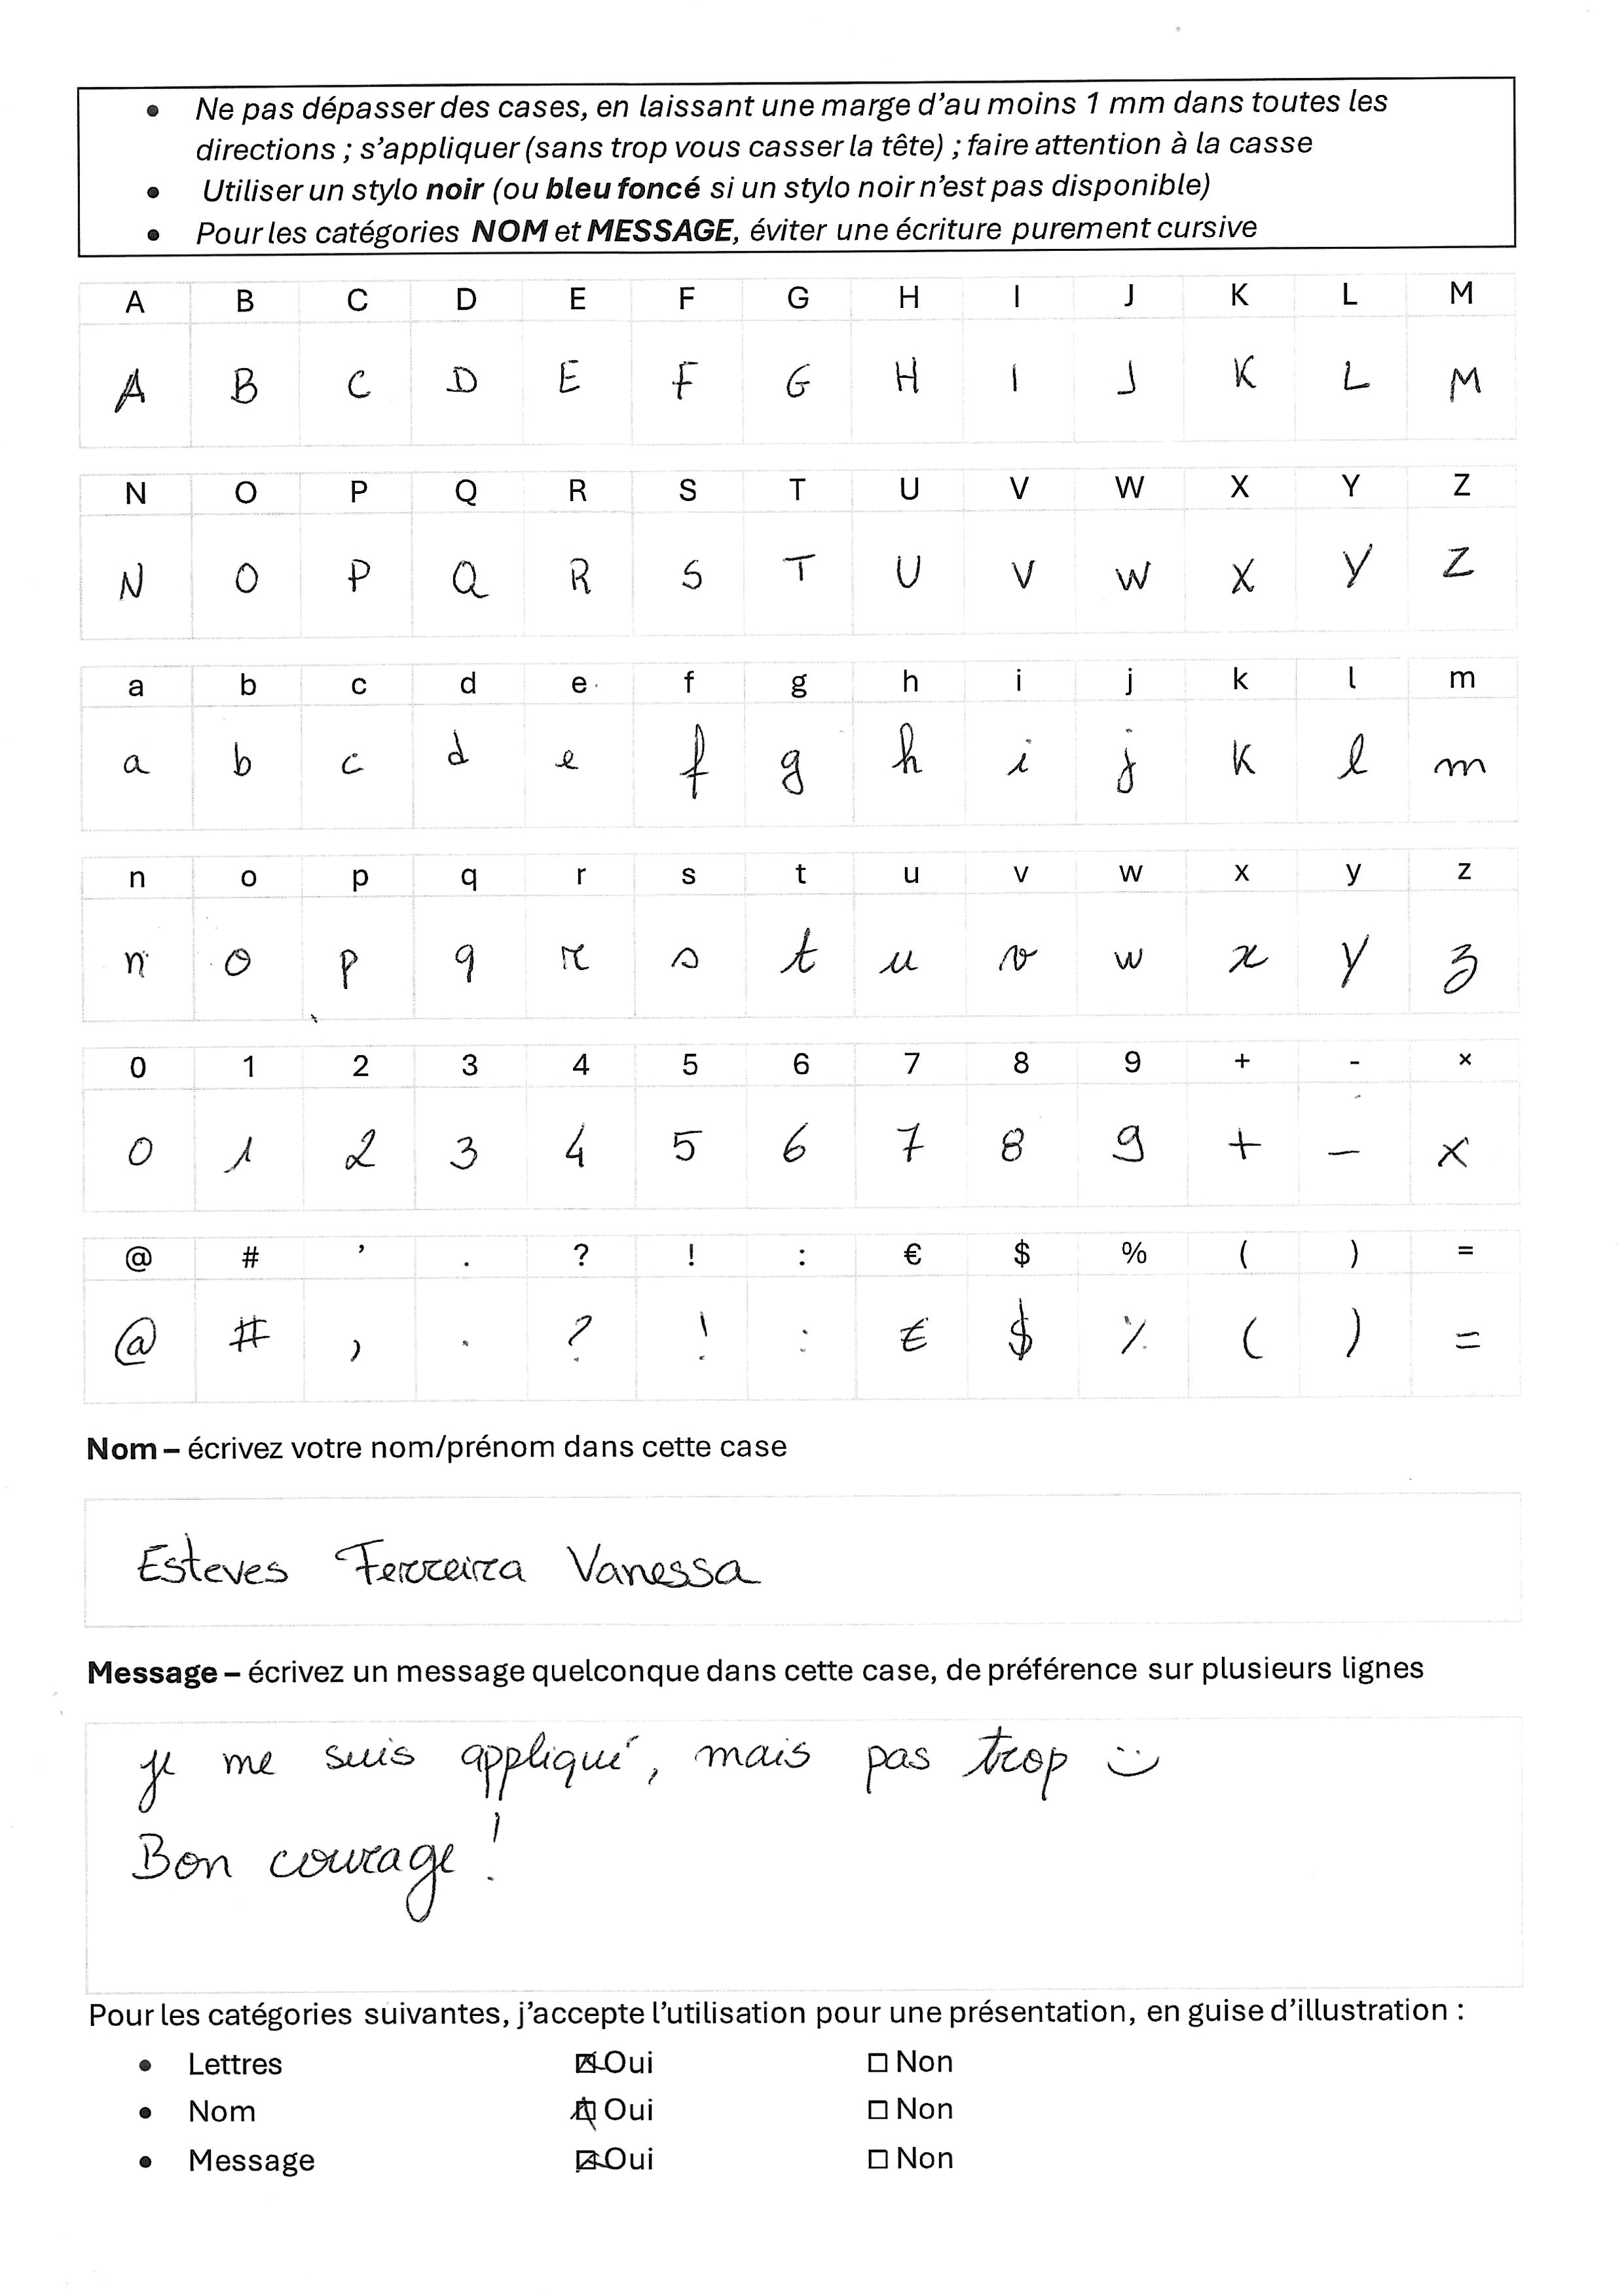 • Ne pas dépasser des cases, en laissant une marge d’au moins 1 mm dans toutes les
directions ; s’appliquer (sans trop vous casser la tête) ; faire attention à la casse
• Utiliser un stylo noir (ou bleu foncé si un stylo noir n’est pas disponible)
• Pour les catégories NOM et MESSAGE, éviter une écriture purement cursive
A B C D E F G H I J K L M
A B C D E F G H I J K L M
N O P Q R S T U V W X Y Z
N O P Q R S T U V W X Y Z
a b c d e f g h i j k l m
a b c d e f g h i j k l m
n o p q r s t u v w x y z
n o p q r s t u v w x y z
0 1 2 3 4 5 6 7 8 9 + - ×
0 1 2 3 4 5 6 7 8 9 + - ×
@ # ’ . ? ! : € $ % ( ) =
@ # , . ? ! : € $ % ( ) =
Nom – écrivez votre nom/prénom dans cette case
Esteves Ferreira Vanessa
Message – écrivez un message quelconque dans cette case, de préférence sur plusieurs lignes
je me suis appliqué, mais pas trop :)
Bon courage !
Pour les catégories suivantes, j’accepte l’utilisation pour une présentation, en guise d’illustration :
• Lettres ☒ Oui ☐ Non
• Nom ☒ Oui ☐ Non
• Message ☒ Oui ☐ Non